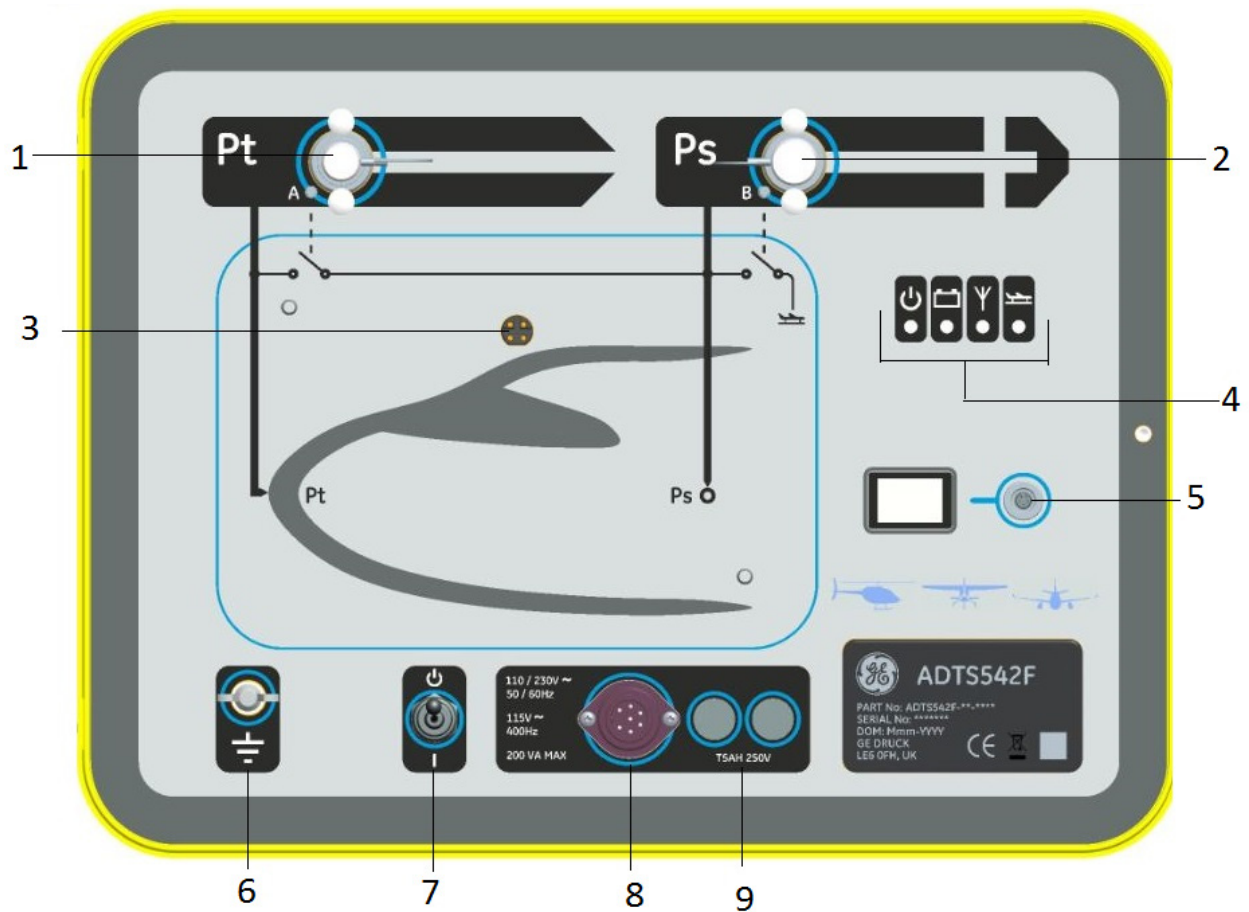 Pt
Ps
1
2
A
B
3
4
Pt
Ps
5
110 / 230V ~
50 / 60Hz
115V ~
400Hz
200 VA MAX
T5AH 250V
GE
ADTS542F
PART No: ADTS542F-**-****
SERIAL No: *******
DOM: Mmm-YYYY
GE DRUCK
LE6 0FH, UK
CE
6
7
8
9